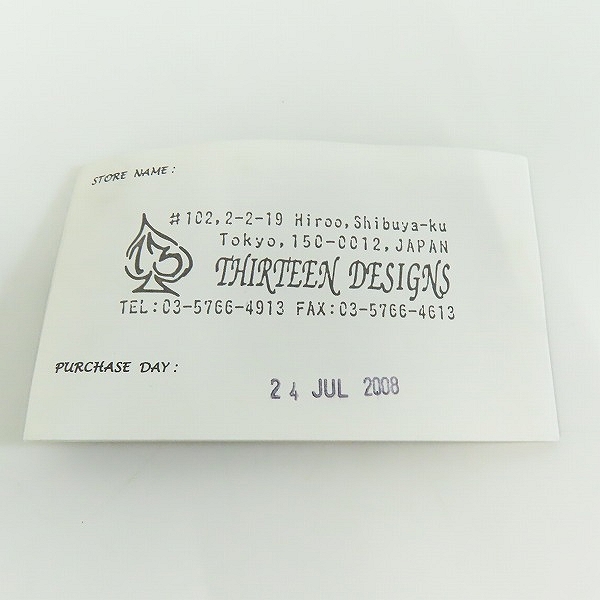 STORE NAME:
#102,2-2-19 Hiroo,Shibuya-ku
Tokyo,150-0012,JAPAN
13
THIRTEEN DESIGNS
TEL:03-5766-4913 FAX:03-5766-4613
PURCHASE DAY:
24 JUL 2008